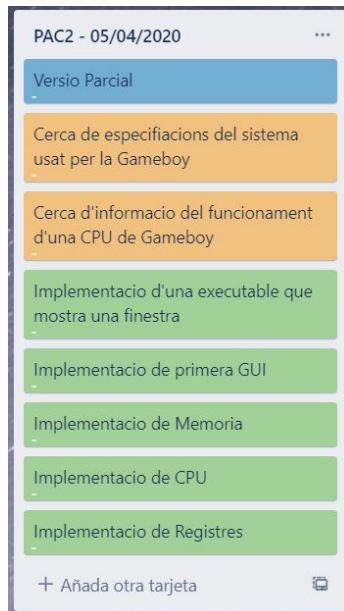 PAC2 - 05/04/2020
Versio Parcial
Cerca de especifiacions del sistema
usat per la Gameboy
Cerca d'informacio del funcionament
d'una CPU de Gameboy
Implementacio d'una executable que
mostra una finestra
Implementacio de primera GUI
Implementacio de Memoria
Implementacio de CPU
Implementacio de Registres
+ Añada otra tarjeta